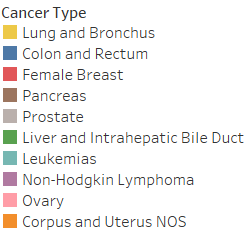 Cancer Type
Lung and Bronchus
Colon and Rectum
Female Breast
Pancreas
Prostate
Liver and Intrahepatic Bile Duct
Leukemias
Non-Hodgkin Lymphoma
Ovary
Corpus and Uterus NOS